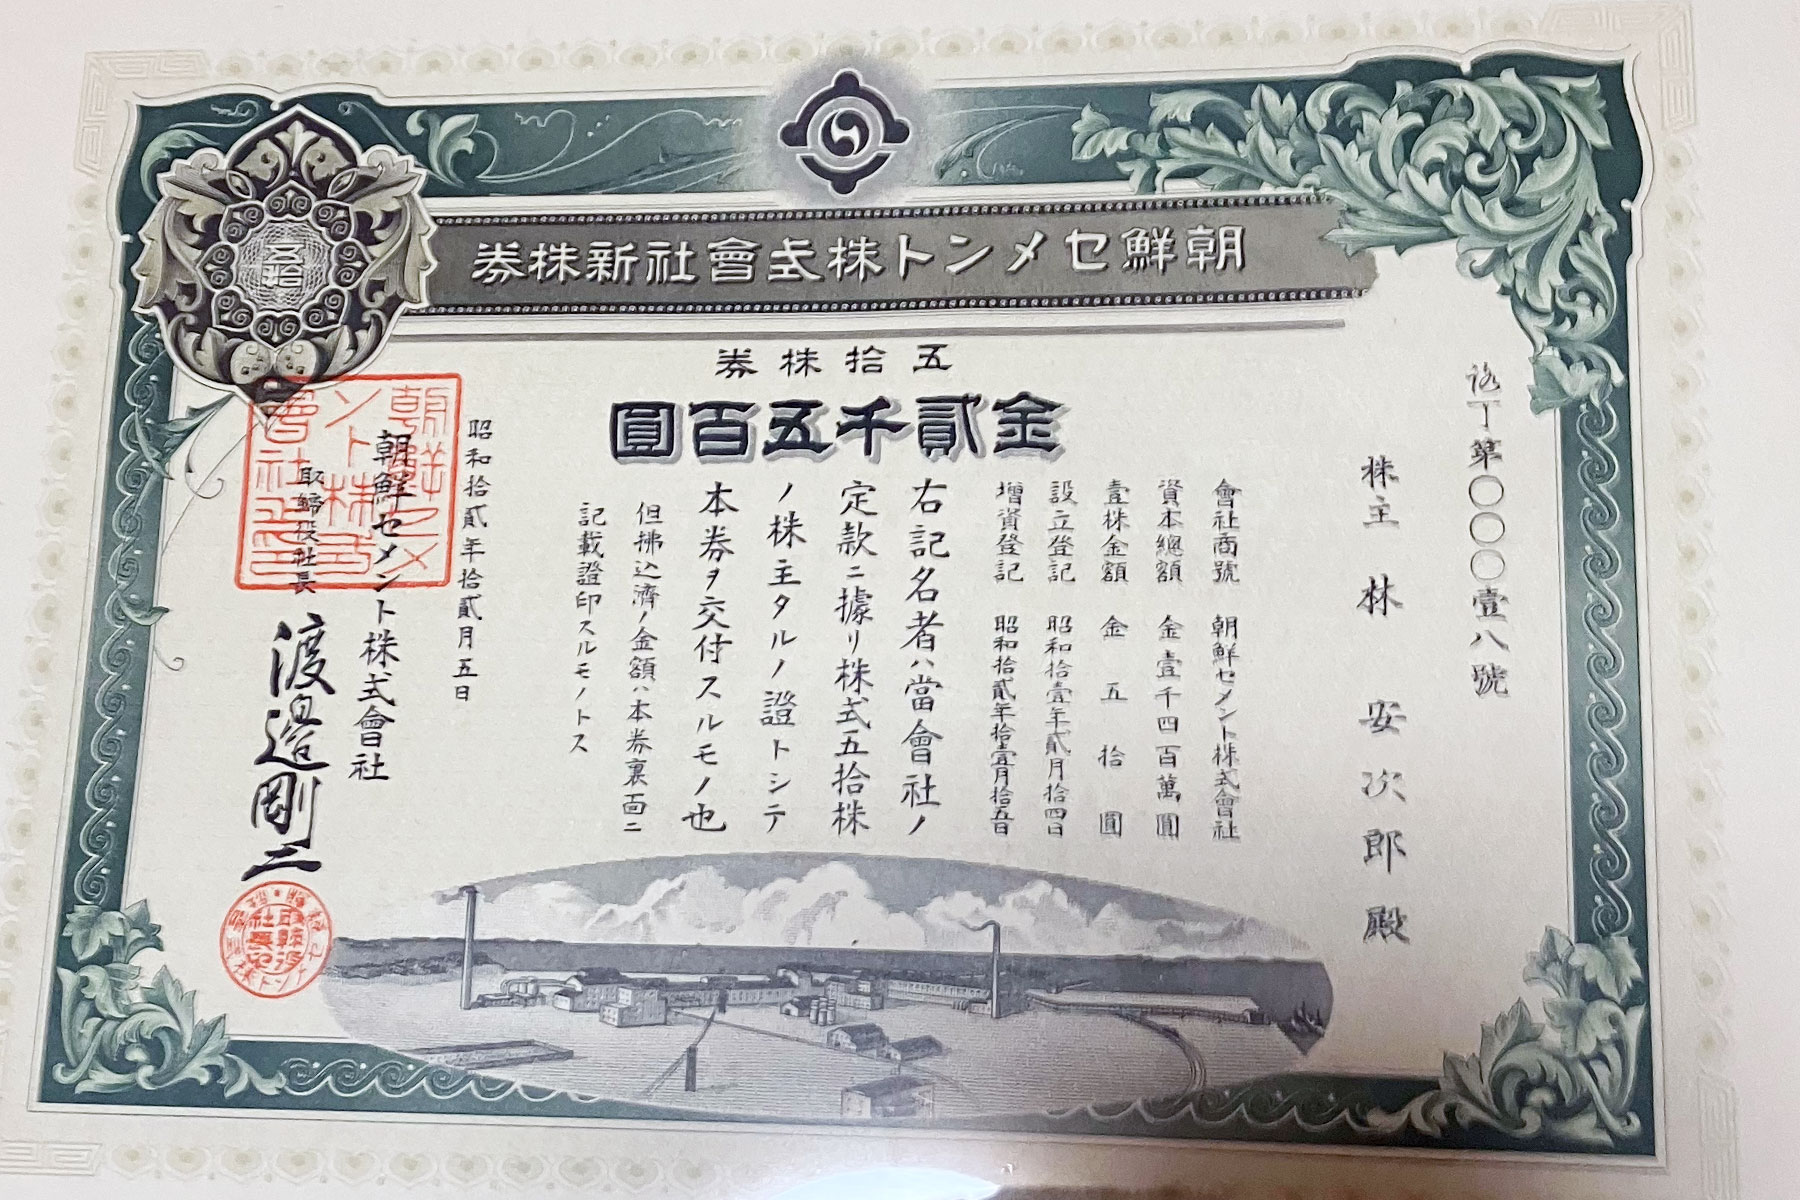 朝鮮セメント株式會社新株券
五拾
五拾株券
金貳千五百圓
第〇〇〇〇壹八號
株主 林 安次郎 殿
會社商號 朝鮮セメント株式會社
資本總額 金壹千四百萬圓
壹株金額 金五拾圓
設立登記 昭和拾壹年貳月拾四日
增資登記 昭和拾貳年拾壹月拾五日
右記名者ハ當會社ノ
定款ニ據リ株式五拾株
ノ株主タルノ證トシテ
本券ヲ交付スルモノ也
但拂込濟ノ金額ハ本券裏面ニ
記載證印スルモノトス
昭和拾貳年拾貳月五日
朝鮮セメント株式會社
取締役社長 渡邉剛二